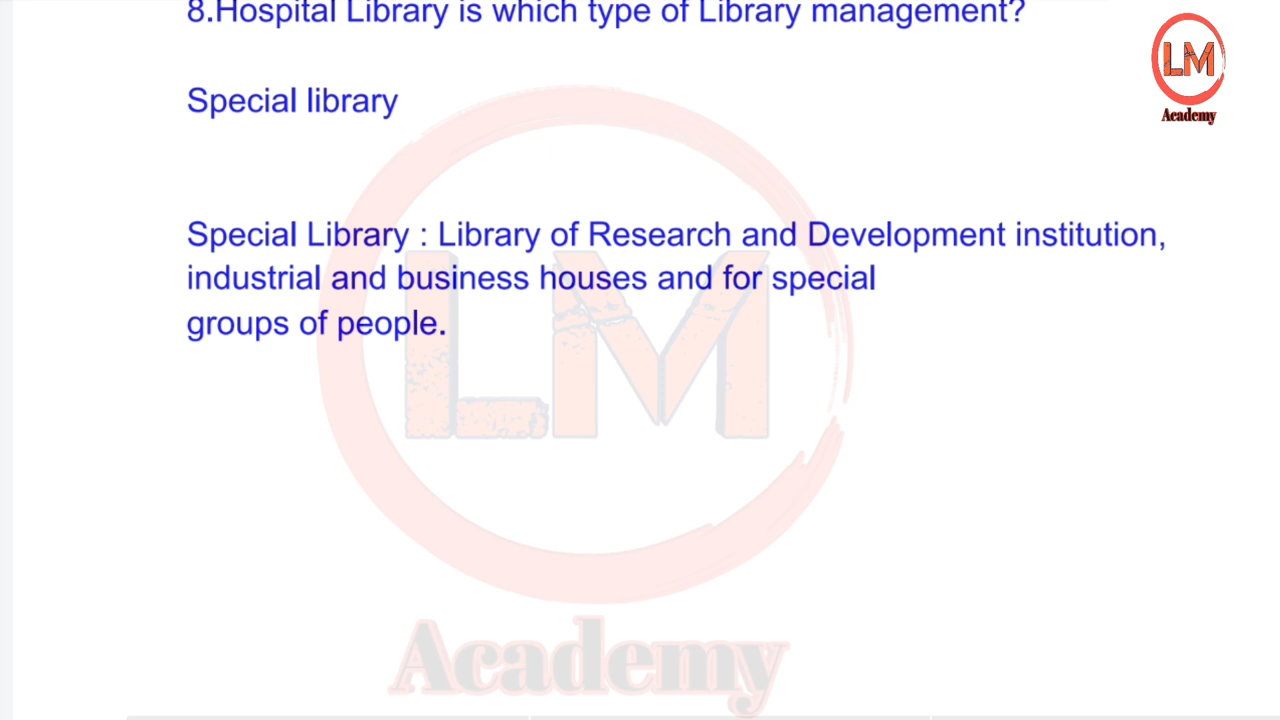 8.Hospital Library is which type of Library management?
LM
Academy
Special library
Special Library : Library of Research and Development institution,
industrial and business houses and for special
groups of people.
LM
Academy